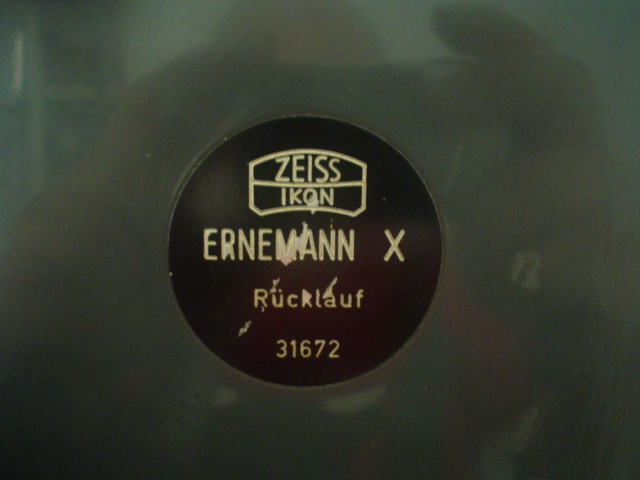 ZEISS
IKON
ERNEMANN X
Rücklauf
31672